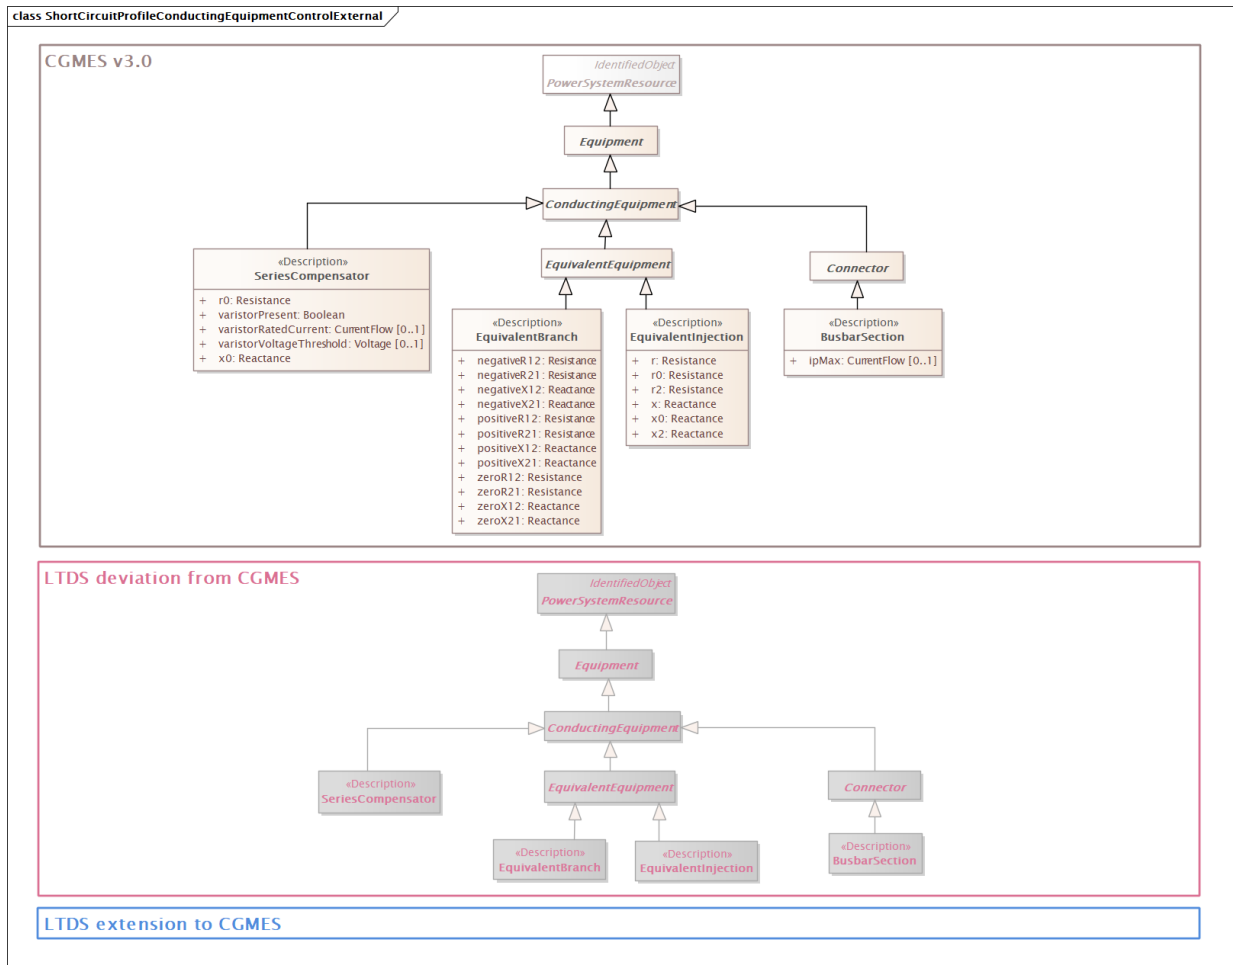 class ShortCircuitProfileConductingEquipmentControlExternal
CGMES v3.0
IdentifiedObject
PowerSystemResource
Equipment
ConductingEquipment
«Description»
SeriesCompensator
+ r0: Resistance
+ varistorPresent: Boolean
+ varistorRatedCurrent: CurrentFlow [0..1]
+ varistorVoltageThreshold: Voltage [0..1]
+ x0: Reactance
EquivalentEquipment
Connector
«Description»
EquivalentBranch
+ negativeR12: Resistance
+ negativeR21: Resistance
+ negativeX12: Reactance
+ negativeX21: Reactance
+ positiveR12: Resistance
+ positiveR21: Resistance
+ positiveX12: Reactance
+ positiveX21: Reactance
+ zeroR12: Resistance
+ zeroR21: Resistance
+ zeroX12: Reactance
+ zeroX21: Reactance
«Description»
EquivalentInjection
+ r: Resistance
+ r0: Resistance
+ r2: Resistance
+ x: Reactance
+ x0: Reactance
+ x2: Reactance
«Description»
BusbarSection
+ ipMax: CurrentFlow [0..1]
LTDS deviation from CGMES
IdentifiedObject
PowerSystemResource
Equipment
ConductingEquipment
«Description»
SeriesCompensator
EquivalentEquipment
Connector
«Description»
EquivalentBranch
«Description»
EquivalentInjection
«Description»
BusbarSection
LTDS extension to CGMES